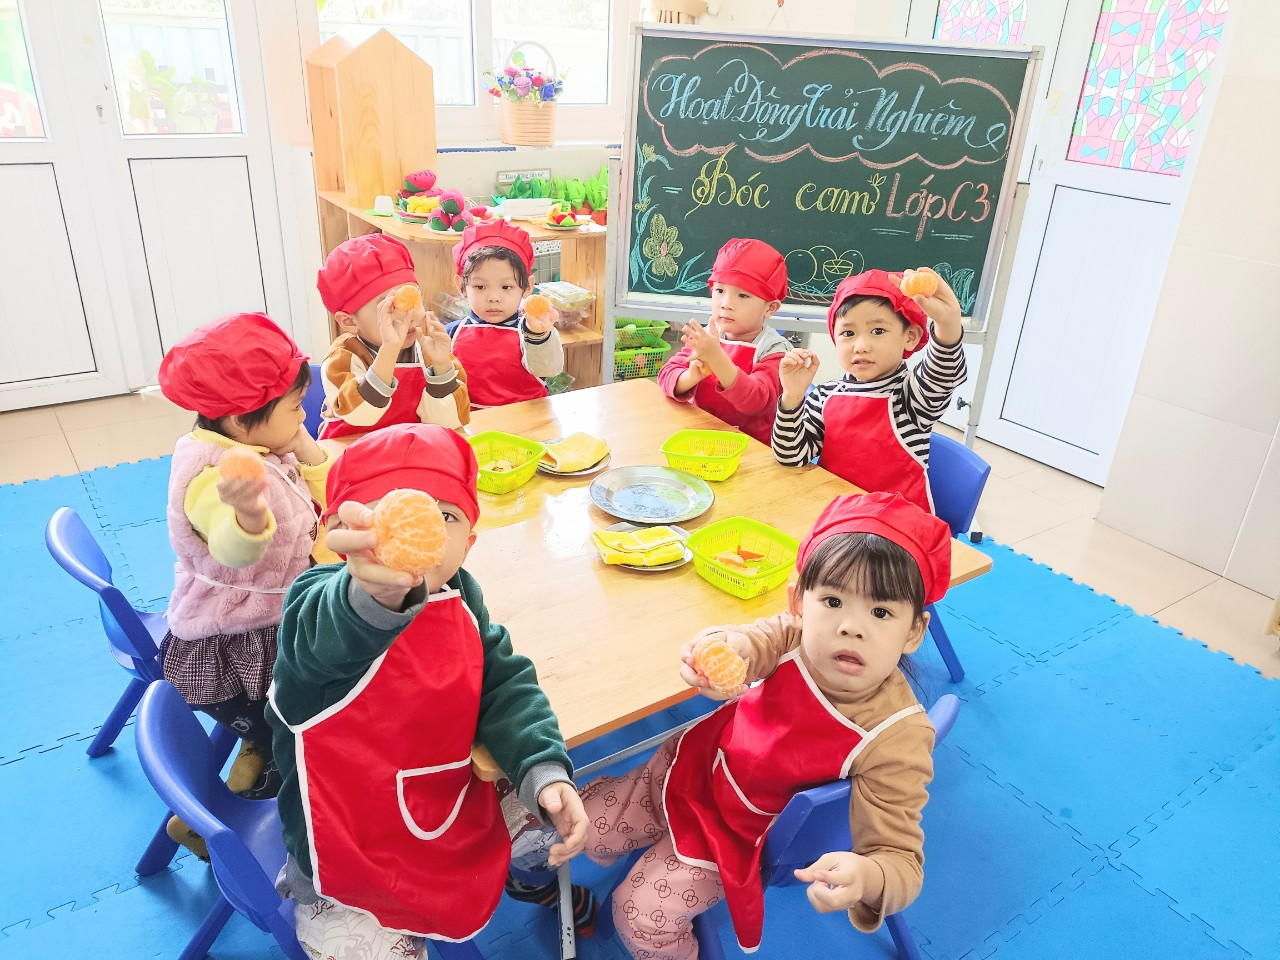 Hoạt Động Trải Nghiệm
Bóc cam Lớp C3